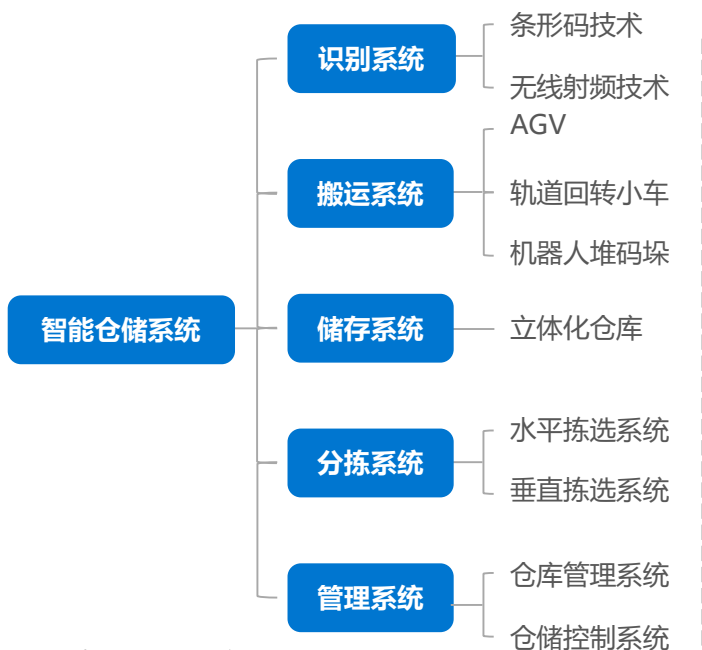 条形码技术
识别系统
无线射频技术
AGV
搬运系统
轨道回转小车
机器人堆码垛
智能仓储系统
储存系统
立体化仓库
水平拣选系统
分拣系统
垂直拣选系统
仓库管理系统
管理系统
仓储控制系统